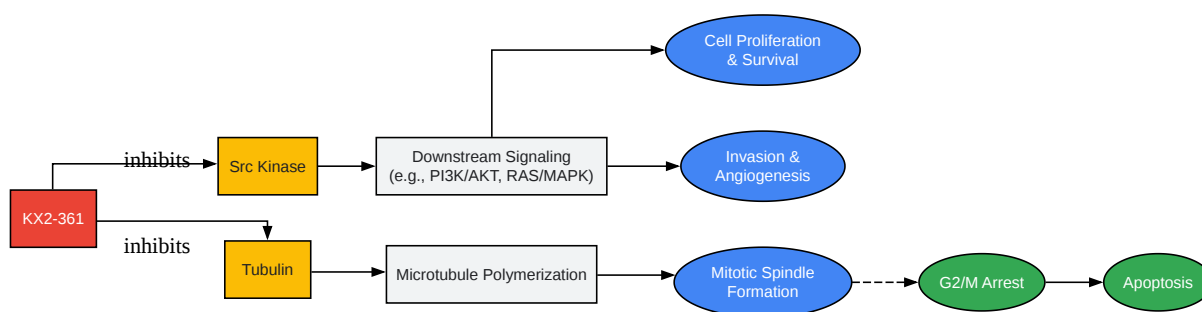 Cell Proliferation
& Survival
inhibits
Src Kinase
Downstream Signaling
(e.g., PI3K/AKT, RAS/MAPK)
Invasion &
Angiogenesis
KX2-361
inhibits
Tubulin
Microtubule Polymerization
Mitotic Spindle
Formation
G2/M Arrest
Apoptosis